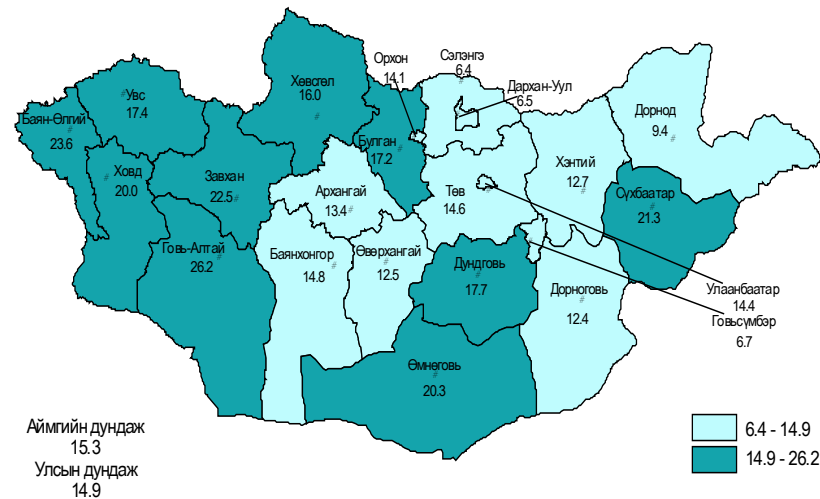 Орхон
14.1
Сэлэнгэ
6.4
Дархан-Уул
6.5
Увс
17.4
Хөвсгөл
16.0
Дорнод
9.4
Баян-Өлгий
23.6
Булган
17.2
Ховд
20.0
Завхан
22.5
Архангай
13.4
Төв
14.6
Хэнтий
12.7
Сүхбаатар
21.3
Говь-Алтай
26.2
Баянхонгор
14.8
Өвөрхангай
12.5
Дундговь
17.7
Дорноговь
12.4
Улаанбаатар
14.4
Говьсүмбэр
6.7
Өмнөговь
20.3
Аймгийн дундаж
15.3
Улсын дундаж
14.9
6.4 - 14.9
14.9 - 26.2